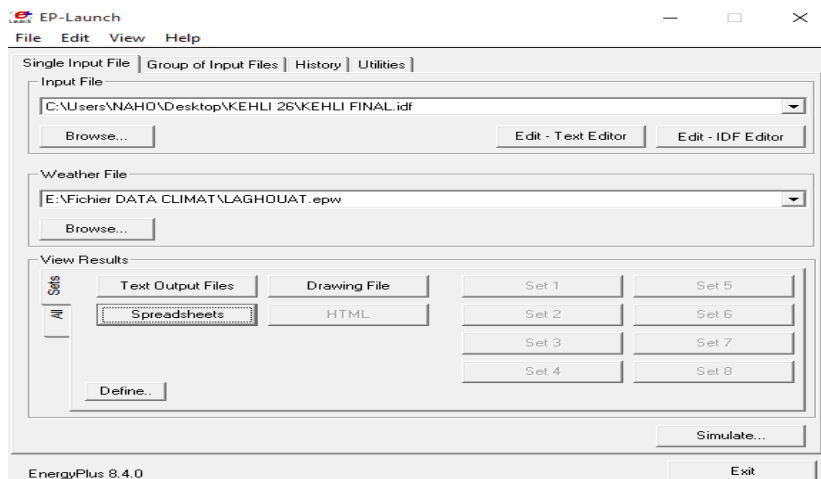 EP-Launch
File Edit View Help
Single Input File Group of Input Files History Utilities
Input File
C:\Users\NAHO\Desktop\KEHLI 26\KEHLI FINAL.idf
Browse... Edit - Text Editor Edit - IDF Editor
Weather File
E:\Fichier DATA CLIMAT\LAGHOUAT.epw
Browse...
View Results
Sets
All
Text Output Files Drawing File Set 1 Set 5
Spreadsheets HTML Set 2 Set 6
Set 3 Set 7
Set 4 Set 8
Define..
Simulate...
EnergyPlus 8.4.0 Exit